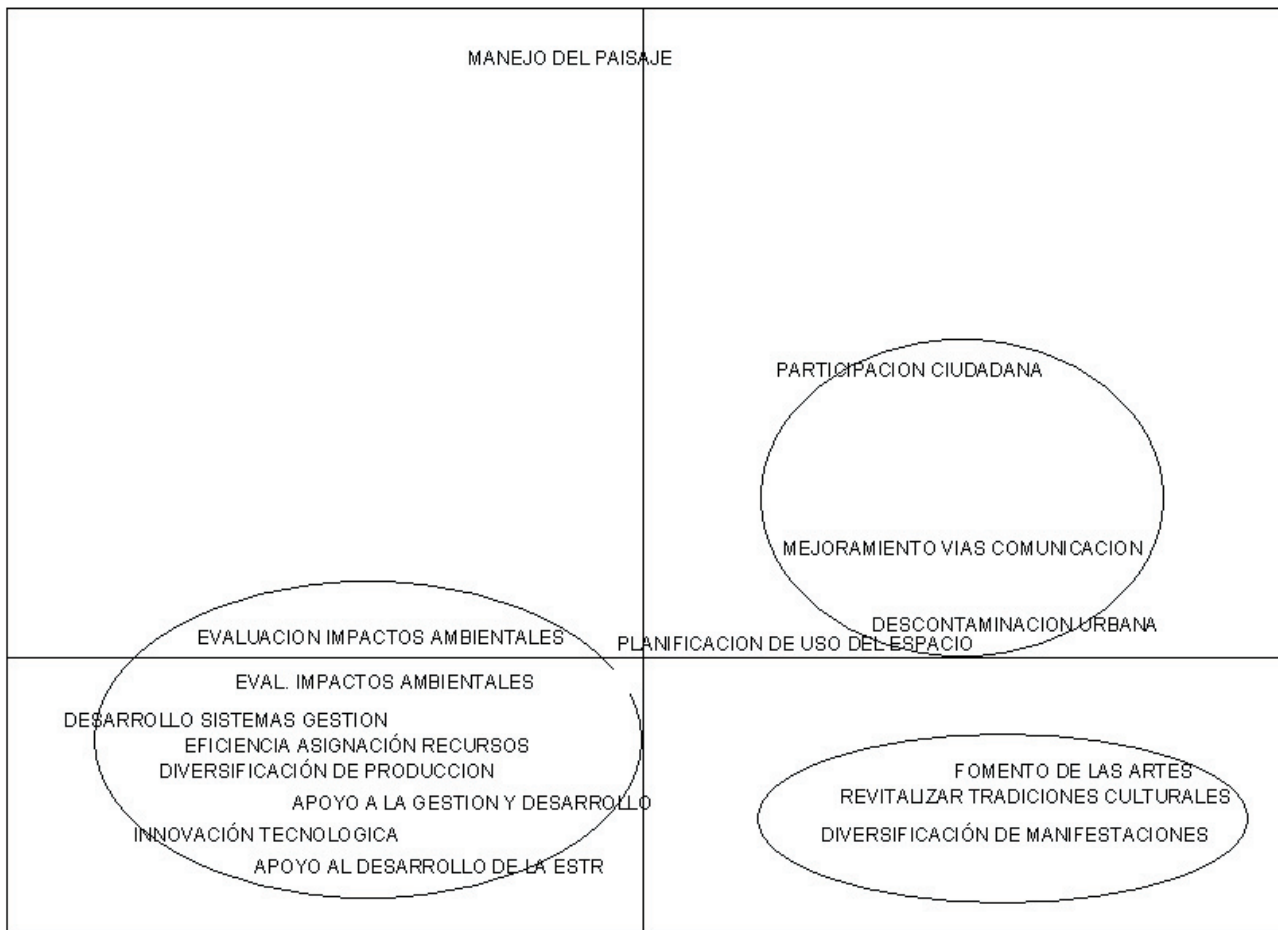 MANEJO DEL PAISAJE
PARTICIPACION CIUDADANA
MEJORAMIENTO VIAS COMUNICACION
DESCONTAMINACION URBANA
EVALUACION IMPACTOS AMBIENTALES
PLANIFICACION DE USO DEL ESPACIO
EVAL. IMPACTOS AMBIENTALES
DESARROLLO SISTEMAS GESTION
EFICIENCIA ASIGNACIÓN RECURSOS
DIVERSIFICACIÓN DE PRODUCCION
APOYO A LA GESTION Y DESARROLLO
INNOVACIÓN TECNOLOGICA
APOYO AL DESARROLLO DE LA ESTR
FOMENTO DE LAS ARTES
REVITALIZAR TRADICIONES CULTURALES
DIVERSIFICACIÓN DE MANIFESTACIONES